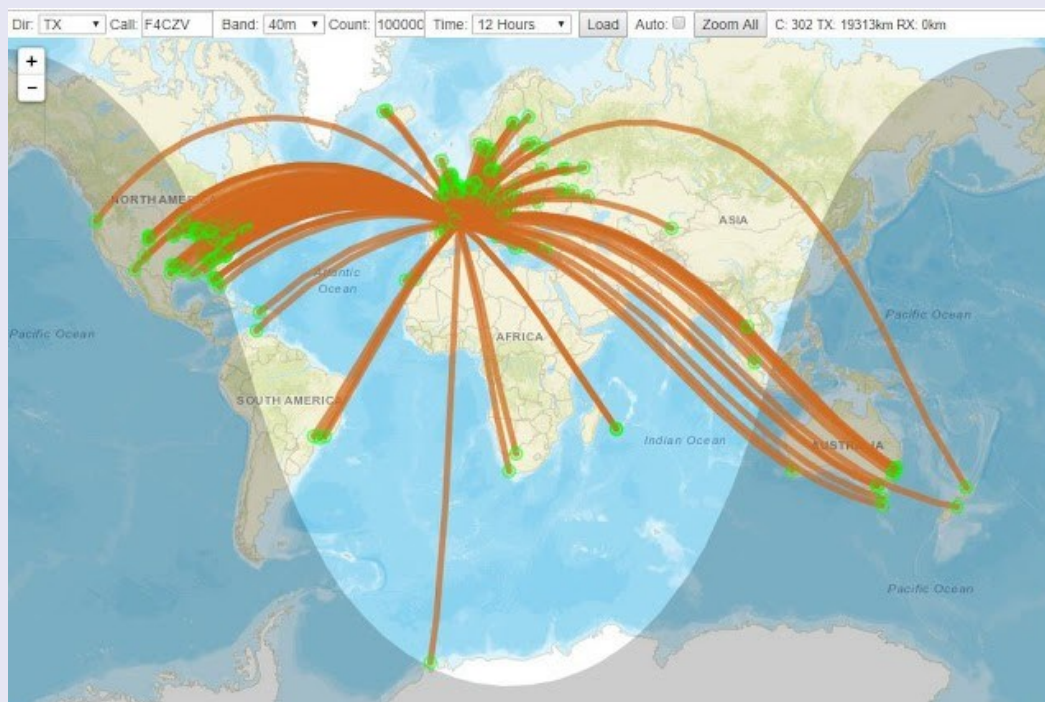 Dir: TX Call: F4CZV Band: 40m Count: 100000 Time: 12 Hours Load Auto: Zoom All C: 302 TX: 19313km RX: 0km
+
−
NORTH AMERICA
ASIA
Atlantic
Ocean
Pacific Ocean
Pacific Ocean
AFRICA
SOUTH AMERICA
Indian Ocean
AUSTRALIA
Pacific Ocean